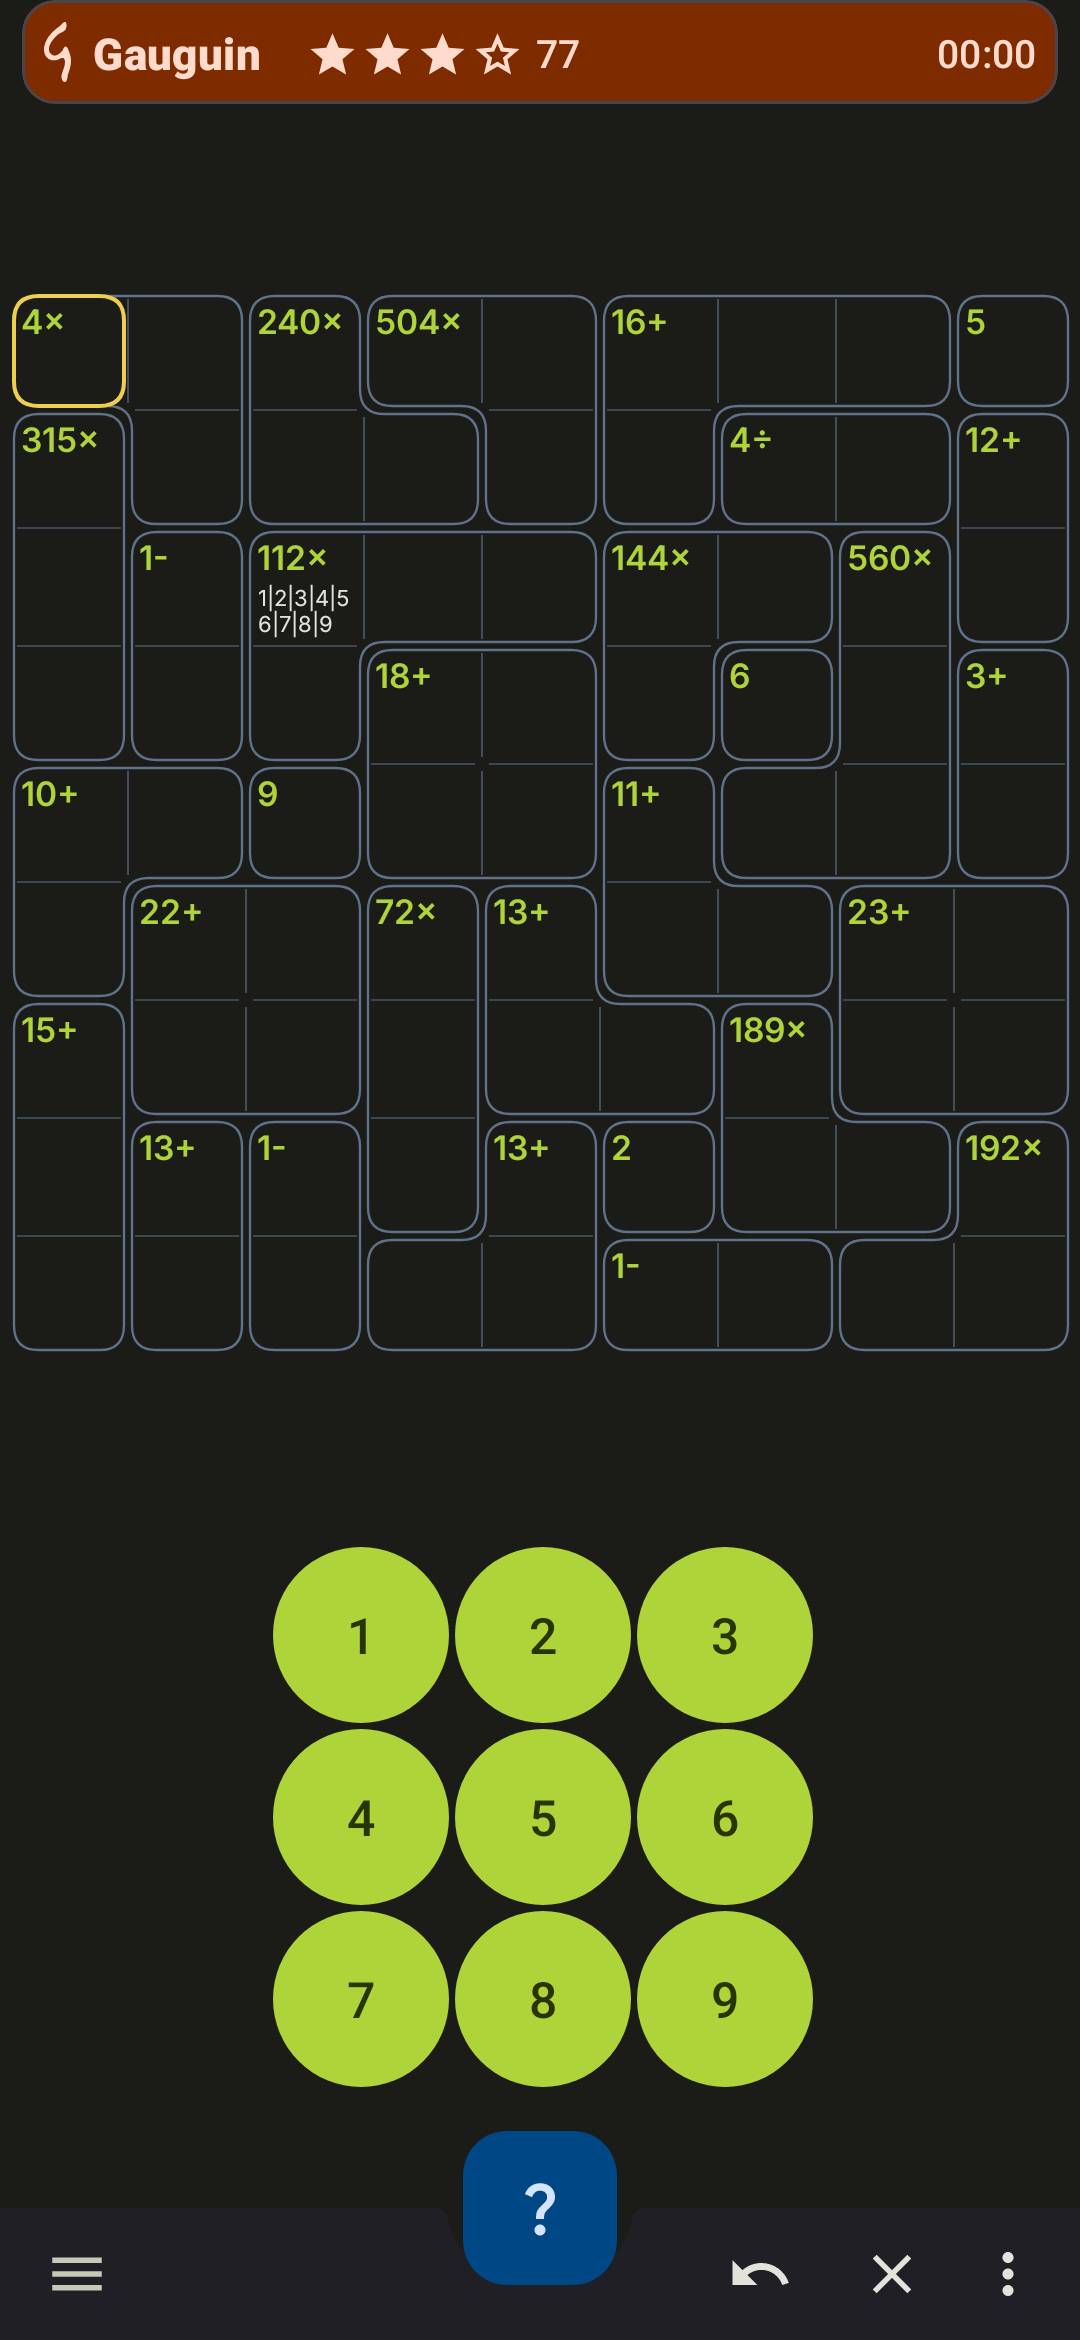 Gauguin 77 00:00
4× 240× 504× 16+ 5
315× 4÷ 12+
1- 112× 144× 560×
1|2|3|4|5
6|7|8|9
18+ 6 3+
10+ 9 11+
22+ 72× 13+ 23+
15+ 189×
13+ 1- 13+ 2 192×
1-
1 2 3
4 5 6
7 8 9
?